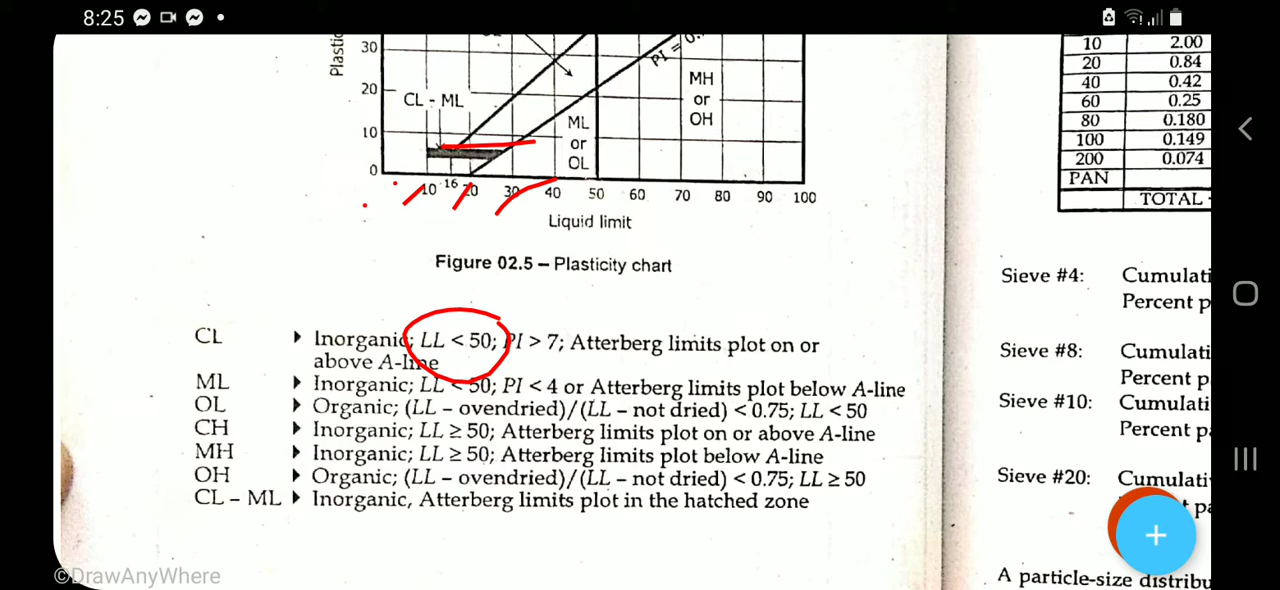 8:25
Plastic
30
20
10
0
CL - ML
PI = 0.
ML
or
OL
MH
or
OH
10 16 20 30 40 50 60 70 80 90 100
Liquid limit
Figure 02.5 – Plasticity chart
CL ▶ Inorganic; LL < 50; PI > 7; Atterberg limits plot on or
above A-line
ML ▶ Inorganic; LL < 50; PI < 4 or Atterberg limits plot below A-line
OL ▶ Organic; (LL – ovendried)/(LL – not dried) < 0.75; LL < 50
CH ▶ Inorganic; LL ≥ 50; Atterberg limits plot on or above A-line
MH ▶ Inorganic; LL ≥ 50; Atterberg limits plot below A-line
OH ▶ Organic; (LL – ovendried)/(LL – not dried) < 0.75; LL ≥ 50
CL – ML ▶ Inorganic, Atterberg limits plot in the hatched zone
10 2.00
20 0.84
40 0.42
60 0.25
80 0.180
100 0.149
200 0.074
PAN
TOTAL
Sieve #4: Cumulati
Percent p
Sieve #8: Cumulati
Percent p
Sieve #10: Cumulati
Percent p
Sieve #20: Cumulati
A particle-size distribu
+
©DrawAnyWhere